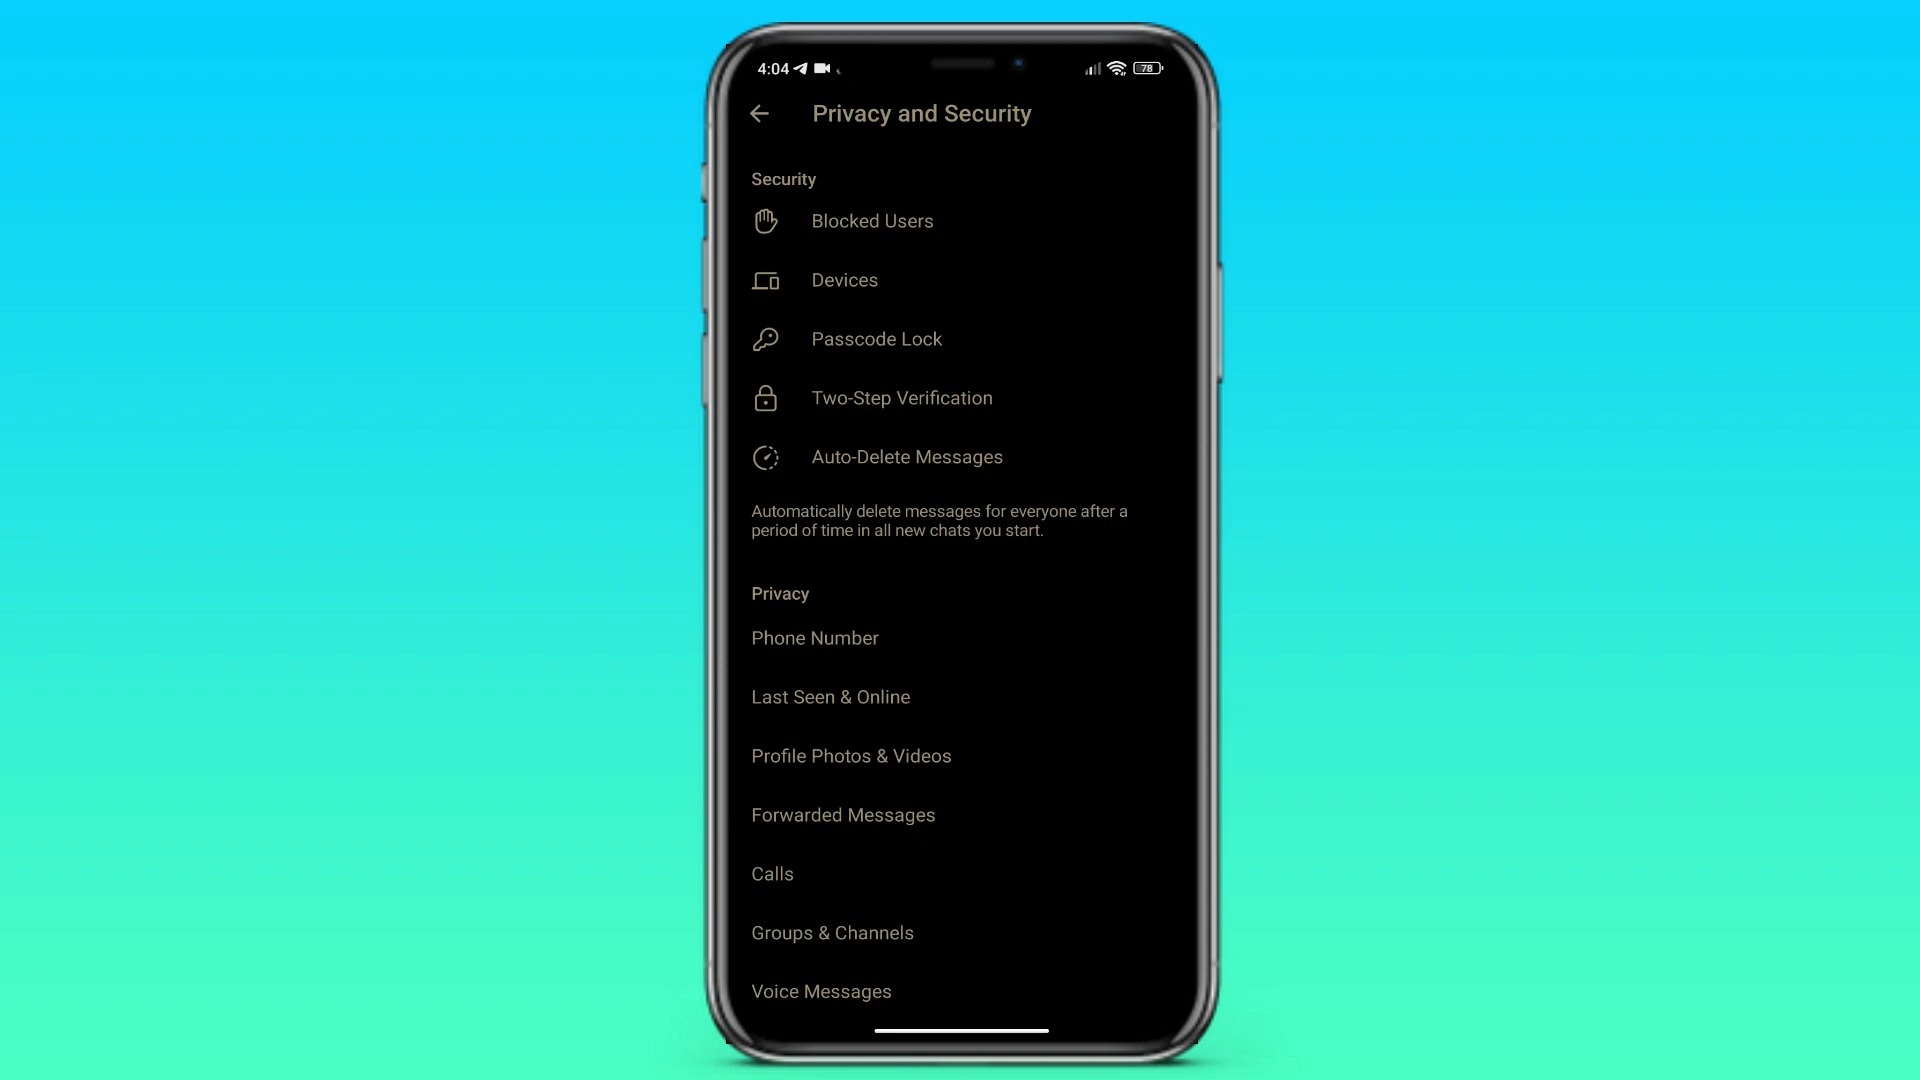 4:04
78
Privacy and Security
Security
Blocked Users
Devices
Passcode Lock
Two-Step Verification
Auto-Delete Messages
Automatically delete messages for everyone after a
period of time in all new chats you start.
Privacy
Phone Number
Last Seen & Online
Profile Photos & Videos
Forwarded Messages
Calls
Groups & Channels
Voice Messages